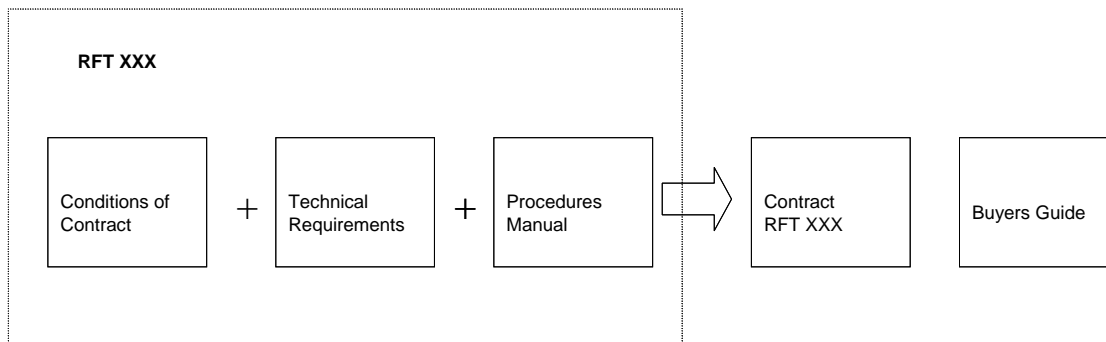 RFT XXX
Conditions of
Contract
+
Technical
Requirements
+
Procedures
Manual
Contract
RFT XXX
Buyers Guide